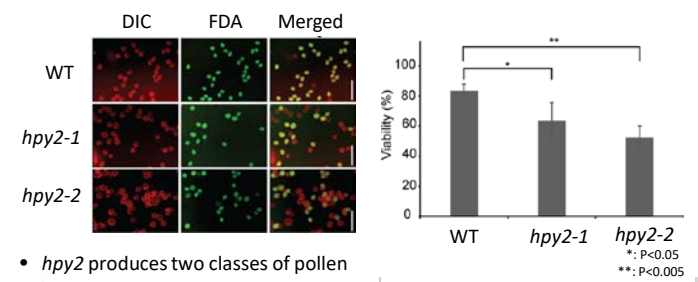 DIC FDA Merged
WT
hpy2-1
hpy2-2
• hpy2 produces two classes of pollen
Viability (%)
100
80
60
40
20
0
**
*
WT hpy2-1 hpy2-2
*: P<0.05
**: P<0.005